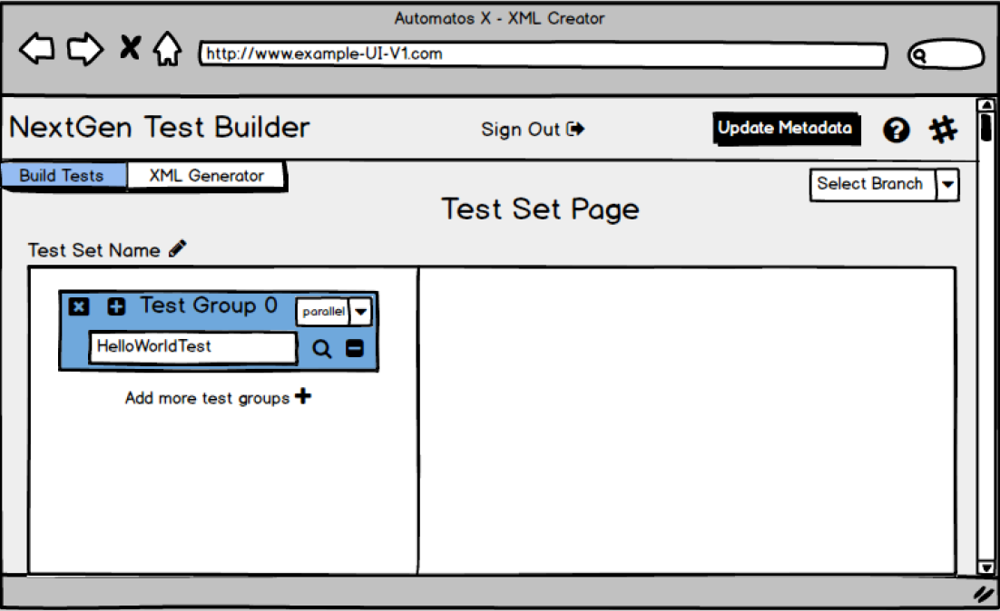 Automatos X - XML Creator
http://www.example-UI-V1.com
NextGen Test Builder
Sign Out
Update Metadata
Build Tests
XML Generator
Select Branch
Test Set Page
Test Set Name
Test Group 0
parallel
HelloWorldTest
Add more test groups